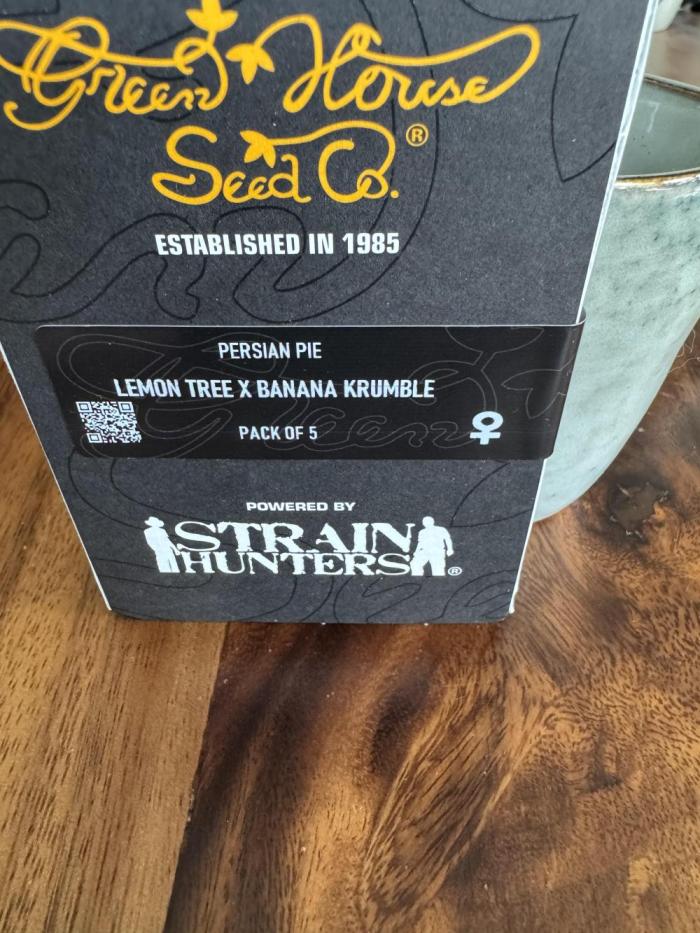 Green House
Seed Co.®
ESTABLISHED IN 1985
PERSIAN PIE
LEMON TREE X BANANA KRUMBLE
PACK OF 5
POWERED BY
STRAIN
HUNTERS®